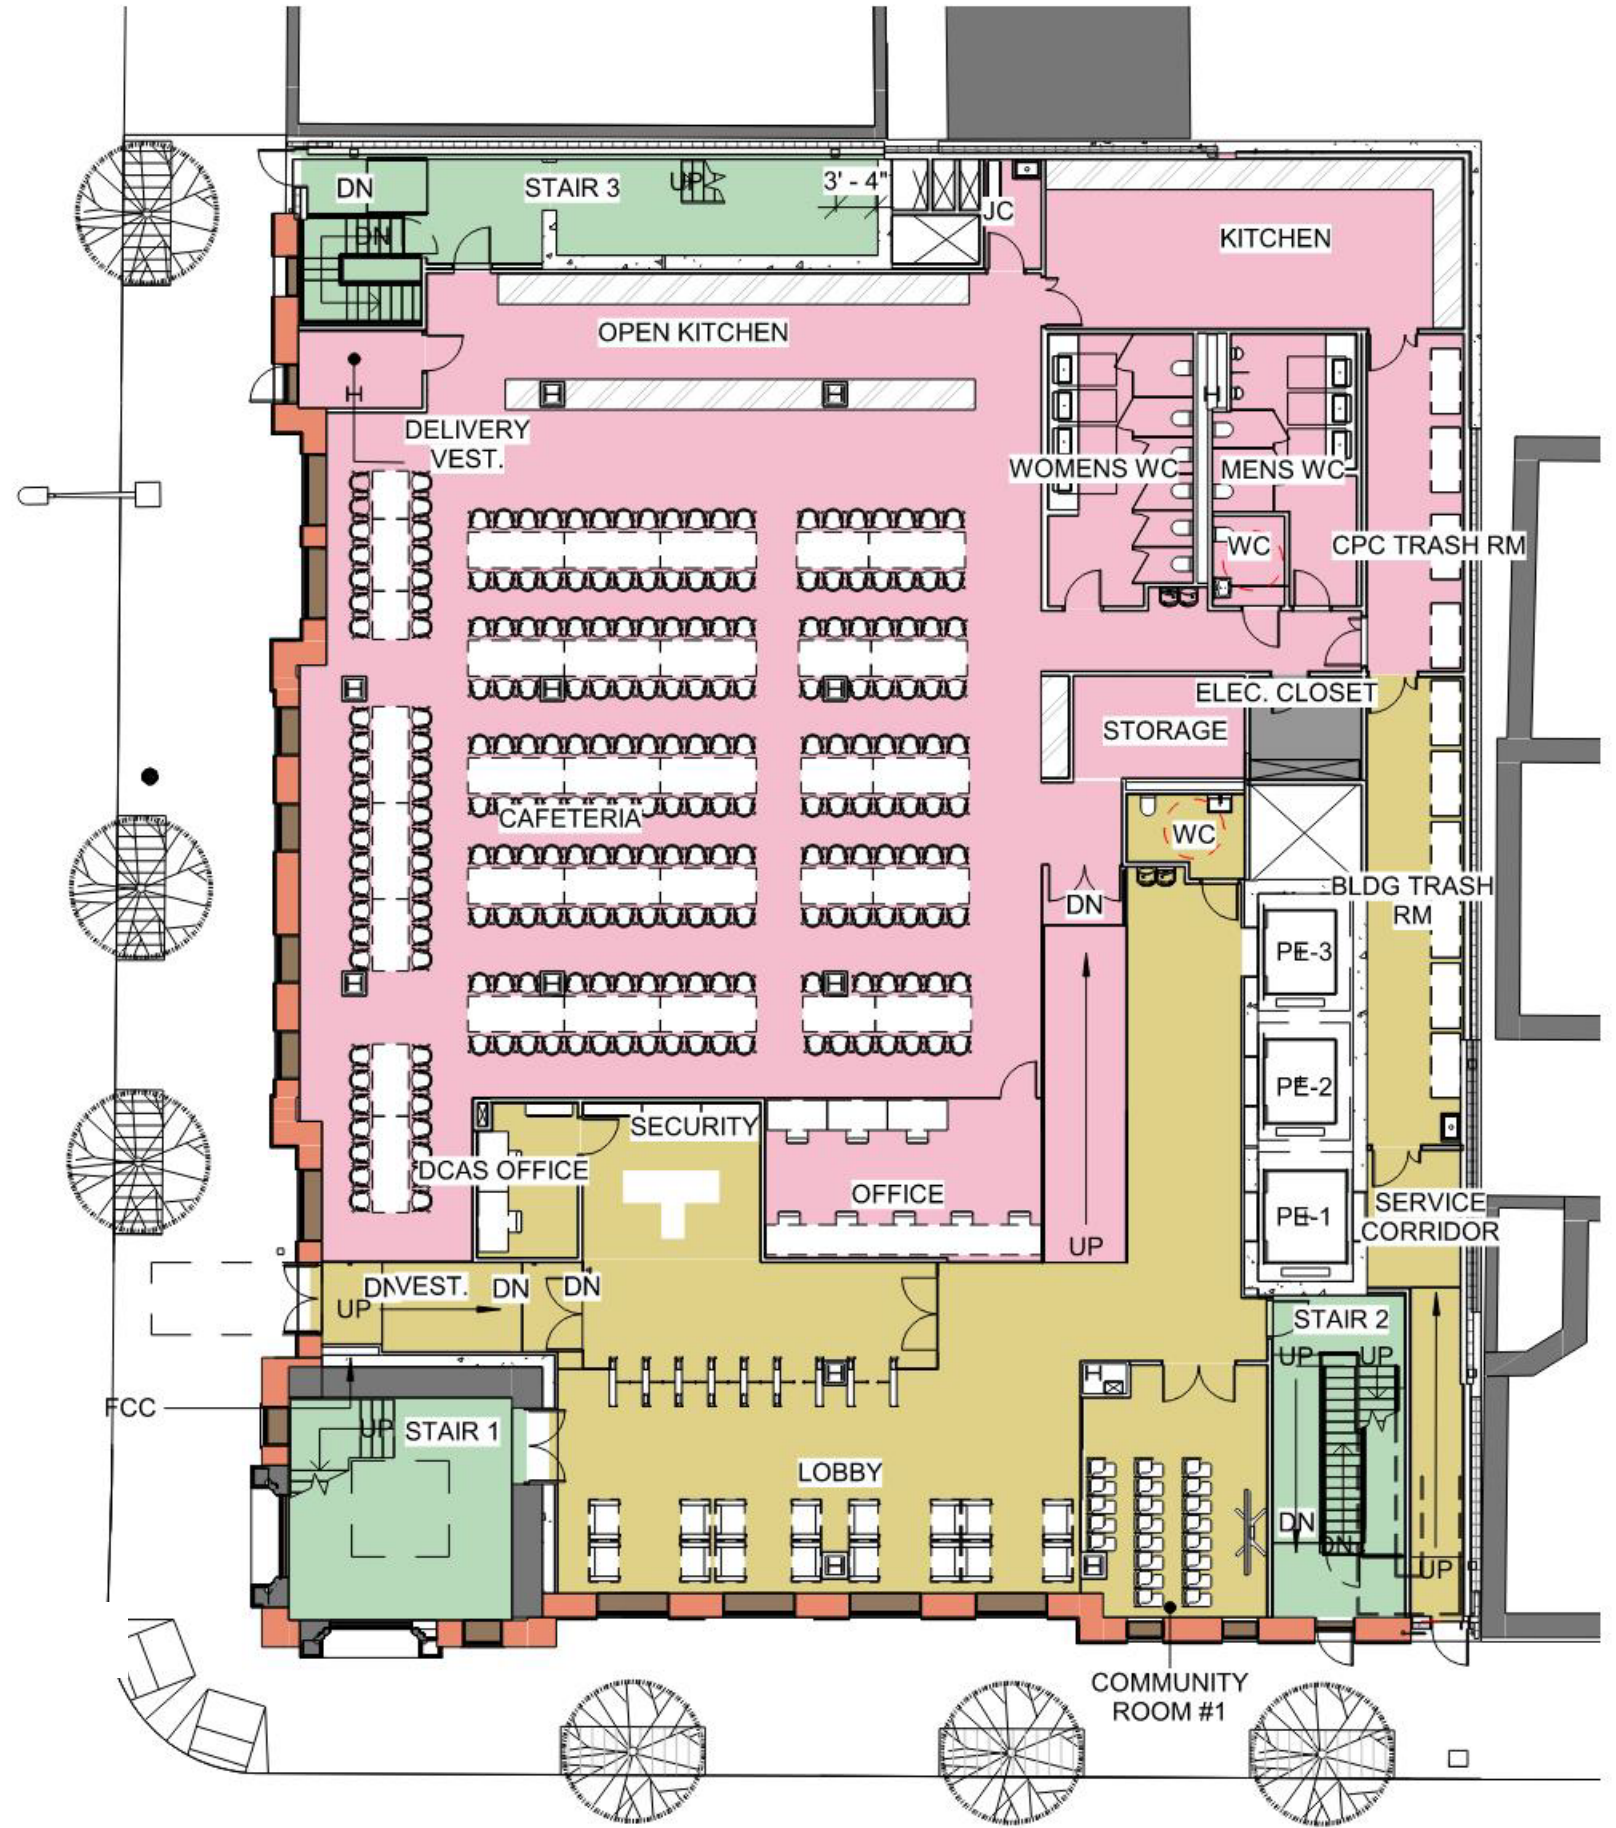 DN
STAIR 3
UP
3' - 4"
JC
DN
KITCHEN
OPEN KITCHEN
H
DELIVERY
VEST.
H
H
H
WOMENS WC
MENS WC
WC
CPC TRASH RM
H
H
H
ELEC. CLOSET
STORAGE
CAFETERIA
WC
BLDG TRASH
RM
DN
PE-3
H
H
H
PE-2
SECURITY
DCAS OFFICE
OFFICE
PE-1
SERVICE
CORRIDOR
UP
DN
VEST.
DN
DN
UP
STAIR 2
UP
UP
H
H
FCC
UP
STAIR 1
LOBBY
DN
DN
H
H
UP
COMMUNITY
ROOM #1